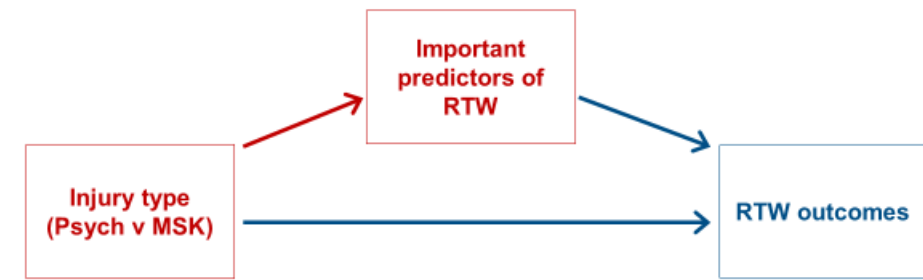 Important
predictors of
RTW
Injury type
(Psych v MSK)
RTW outcomes